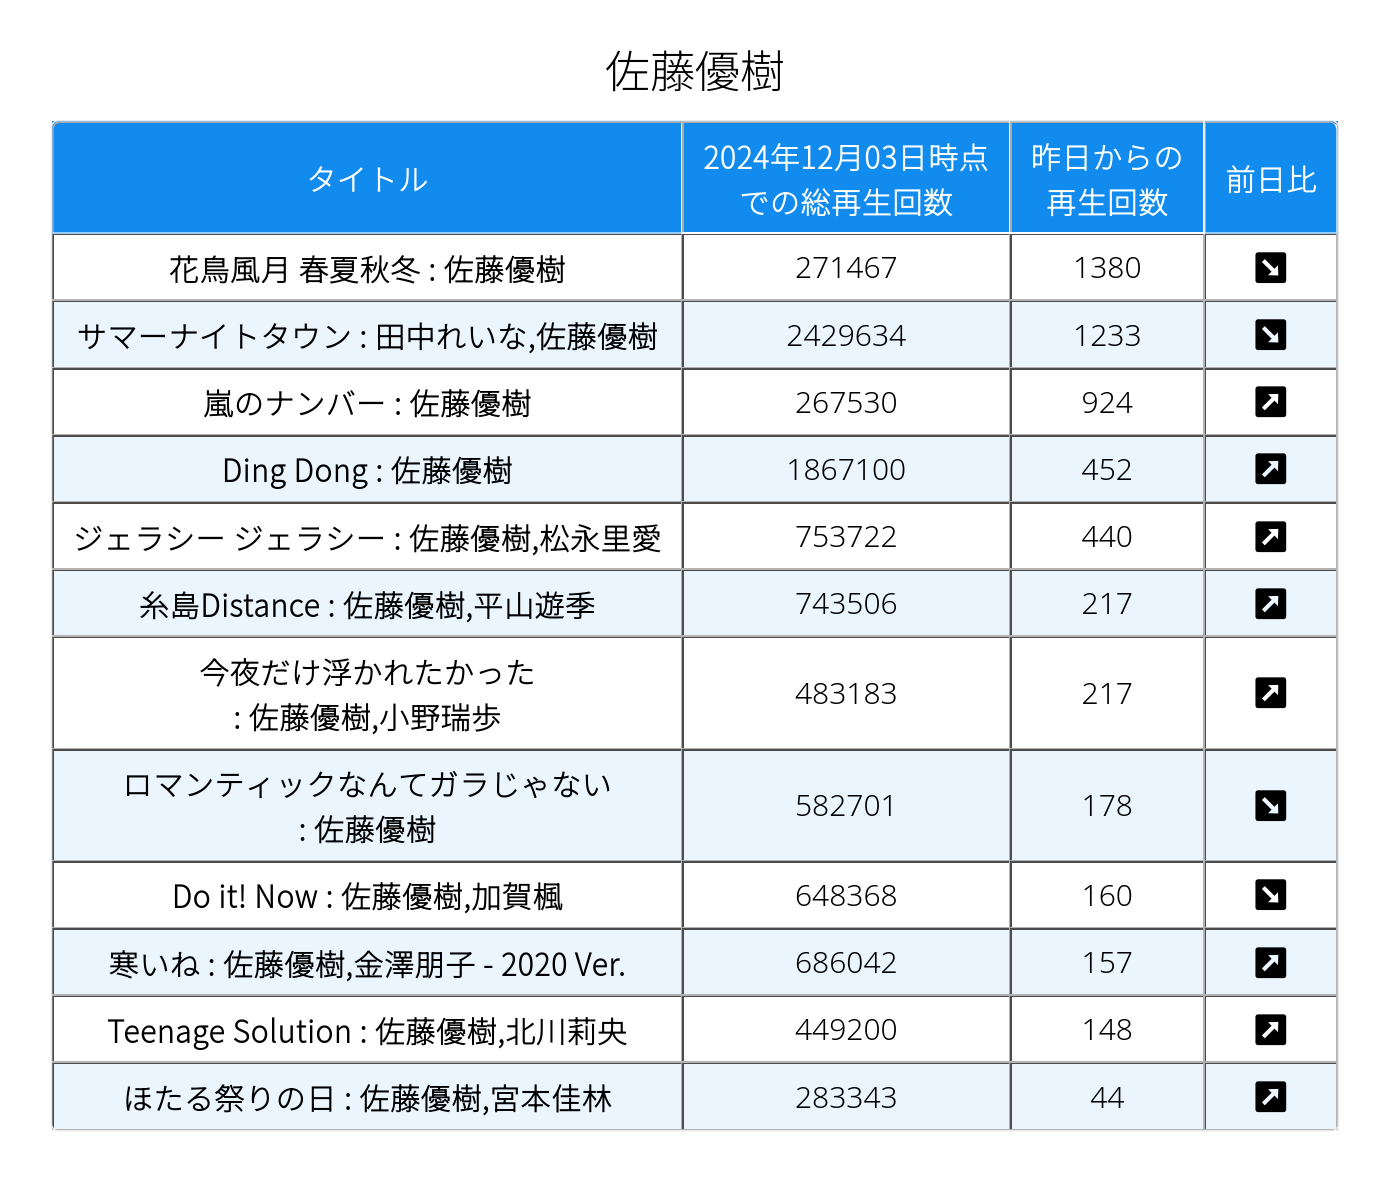 佐藤優樹
タイトル
2024年12月03日時点
での総再生回数
昨日からの
再生回数
前日比
花鳥風月 春夏秋冬 : 佐藤優樹 271467 1380
サマーナイトタウン : 田中れいな,佐藤優樹 2429634 1233
嵐のナンバー : 佐藤優樹 267530 924
Ding Dong : 佐藤優樹 1867100 452
ジェラシー ジェラシー : 佐藤優樹,松永里愛 753722 440
糸島Distance : 佐藤優樹,平山遊季 743506 217
今夜だけ浮かれたかった
: 佐藤優樹,小野瑞歩 483183 217
ロマンティックなんてガラじゃない
: 佐藤優樹 582701 178
Do it! Now : 佐藤優樹,加賀楓 648368 160
寒いね : 佐藤優樹,金澤朋子 - 2020 Ver. 686042 157
Teenage Solution : 佐藤優樹,北川莉央 449200 148
ほたる祭りの日 : 佐藤優樹,宮本佳林 283343 44